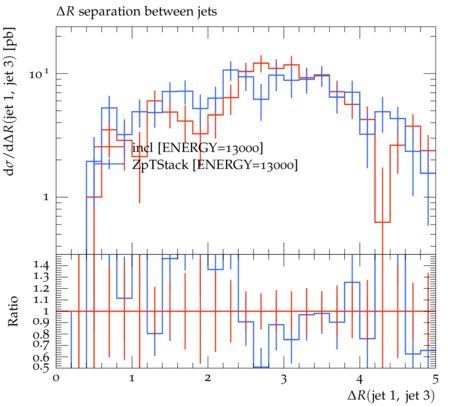 ΔR separation between jets
dσ/dΔR(jet 1, jet 3) [pb]
10¹
1
incl [ENERGY=13000]
ZpTStack [ENERGY=13000]
Ratio
1.4
1.3
1.2
1.1
1
0.9
0.8
0.7
0.6
0.5
0 1 2 3 4 5
ΔR(jet 1, jet 3)